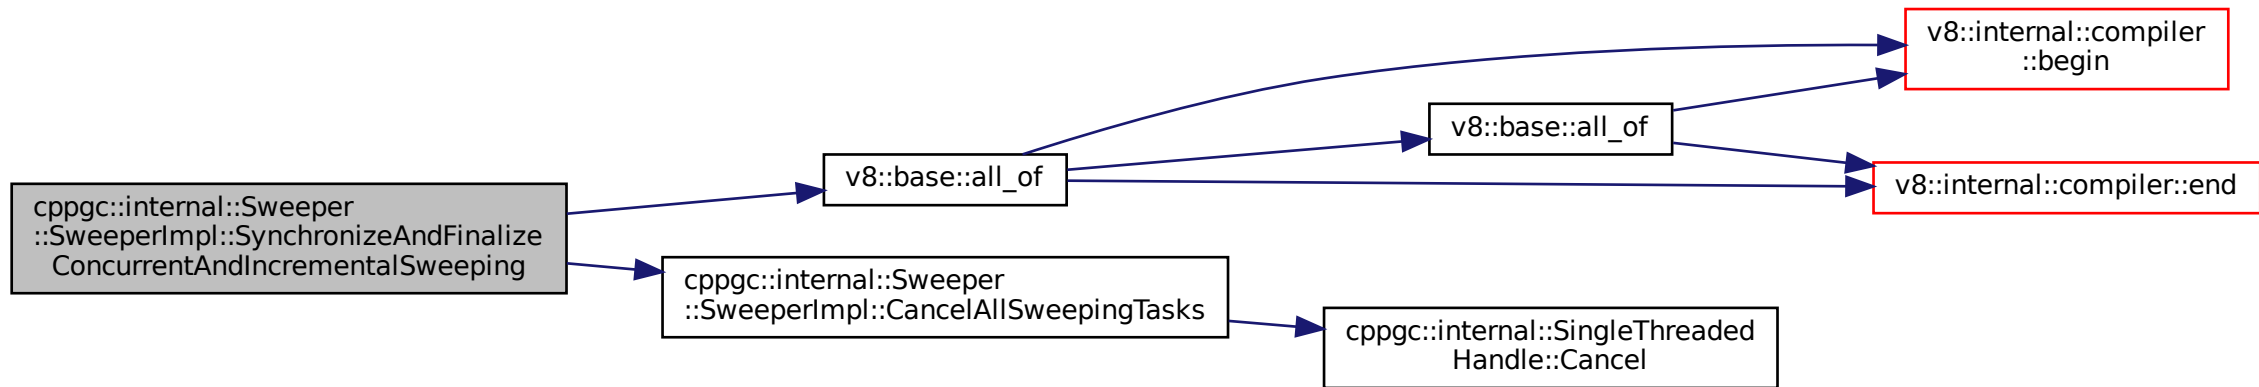 cppgc::internal::Sweeper
::SweeperImpl::SynchronizeAndFinalize
ConcurrentAndIncrementalSweeping
v8::base::all_of
v8::internal::compiler
::begin
v8::base::all_of
v8::internal::compiler::end
cppgc::internal::Sweeper
::SweeperImpl::CancelAllSweepingTasks
cppgc::internal::SingleThreaded
Handle::Cancel